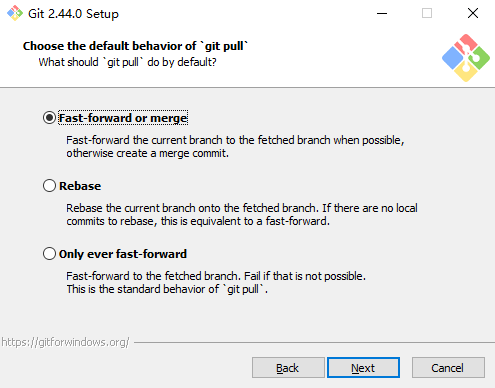 Git 2.44.0 Setup
Choose the default behavior of `git pull`
What should `git pull` do by default?
Fast-forward or merge
Fast-forward the current branch to the fetched branch when possible,
otherwise create a merge commit.
Rebase
Rebase the current branch onto the fetched branch. If there are no local
commits to rebase, this is equivalent to a fast-forward.
Only ever fast-forward
Fast-forward to the fetched branch. Fail if that is not possible.
This is the standard behavior of `git pull`.
https://gitforwindows.org/
Back
Next
Cancel